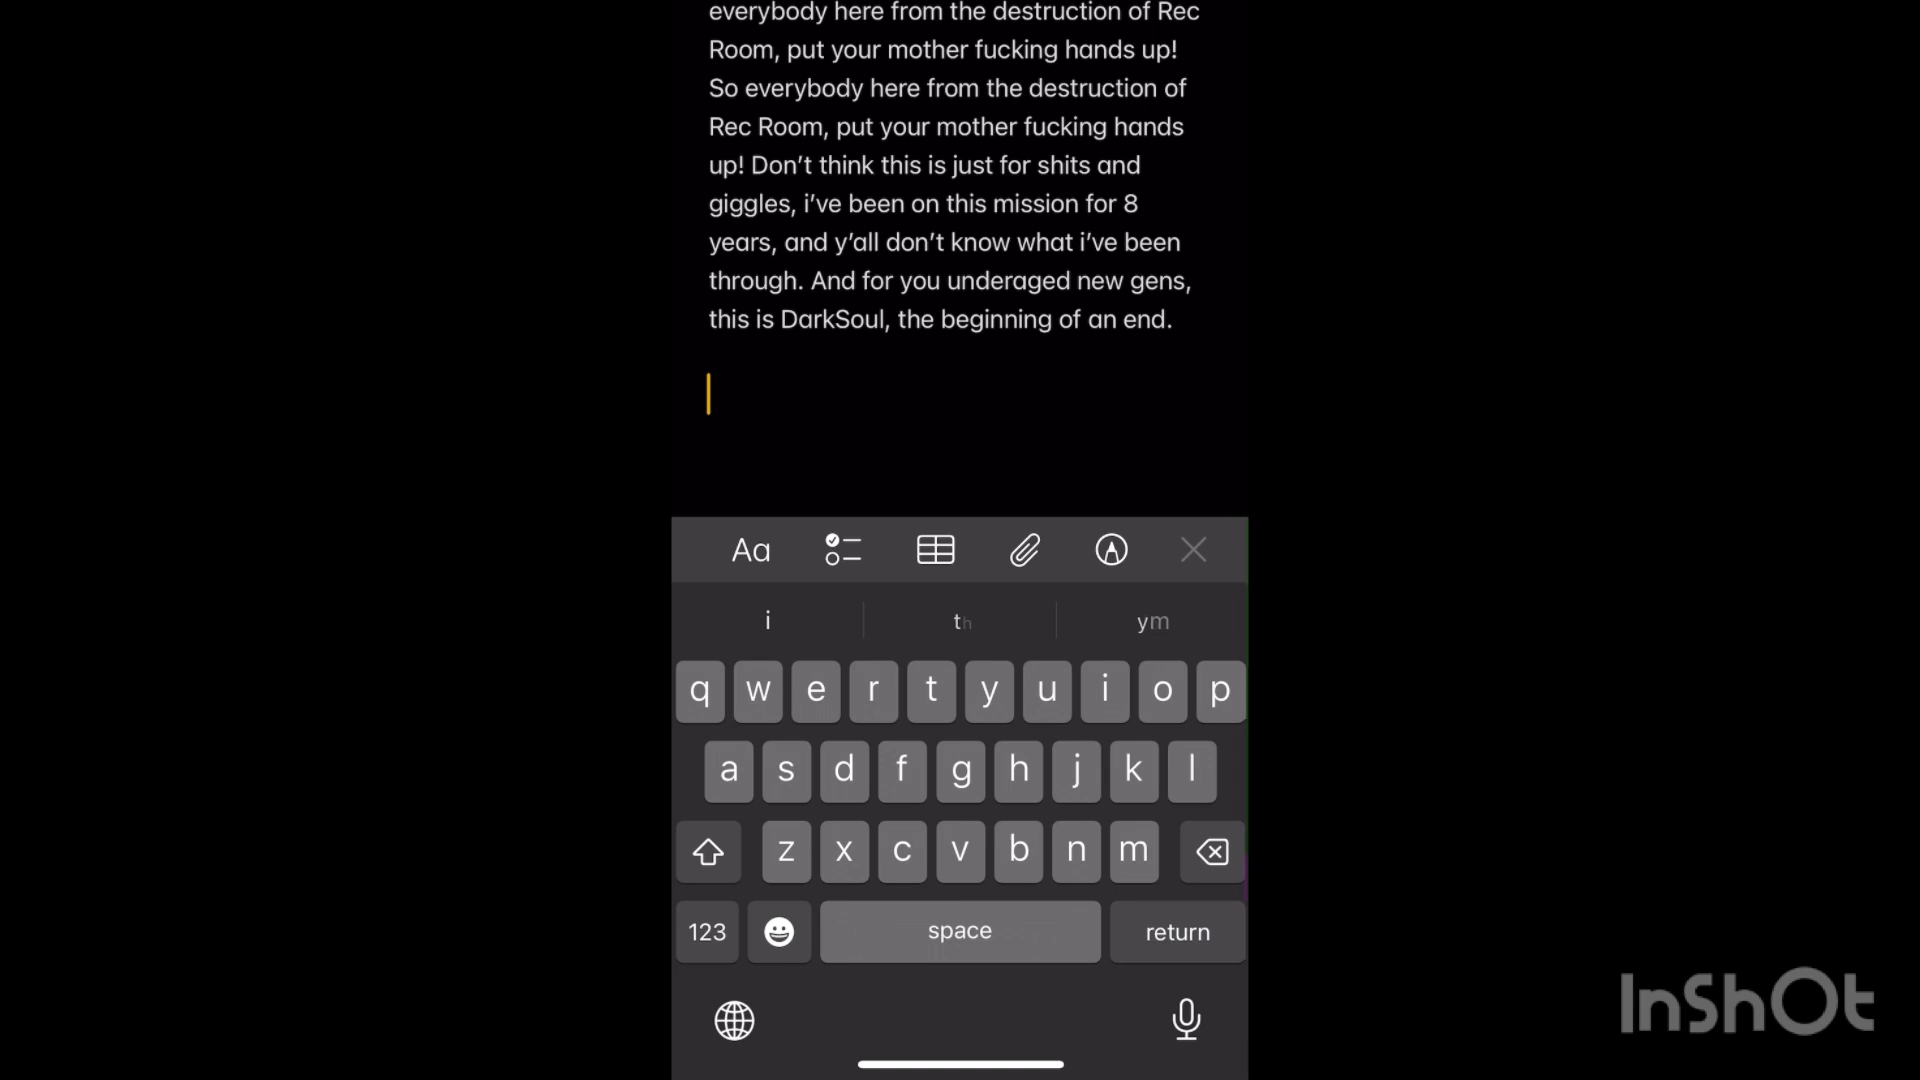 everybody here from the destruction of Rec
Room, put your mother fucking hands up!
So everybody here from the destruction of
Rec Room, put your mother fucking hands
up! Don’t think this is just for shits and
giggles, i’ve been on this mission for 8
years, and y’all don’t know what i’ve been
through. And for you underaged new gens,
this is DarkSoul, the beginning of an end.
Aa
i th ym
q w e r t y u i o p
a s d f g h j k l
z x c v b n m
123 space return
InShOt